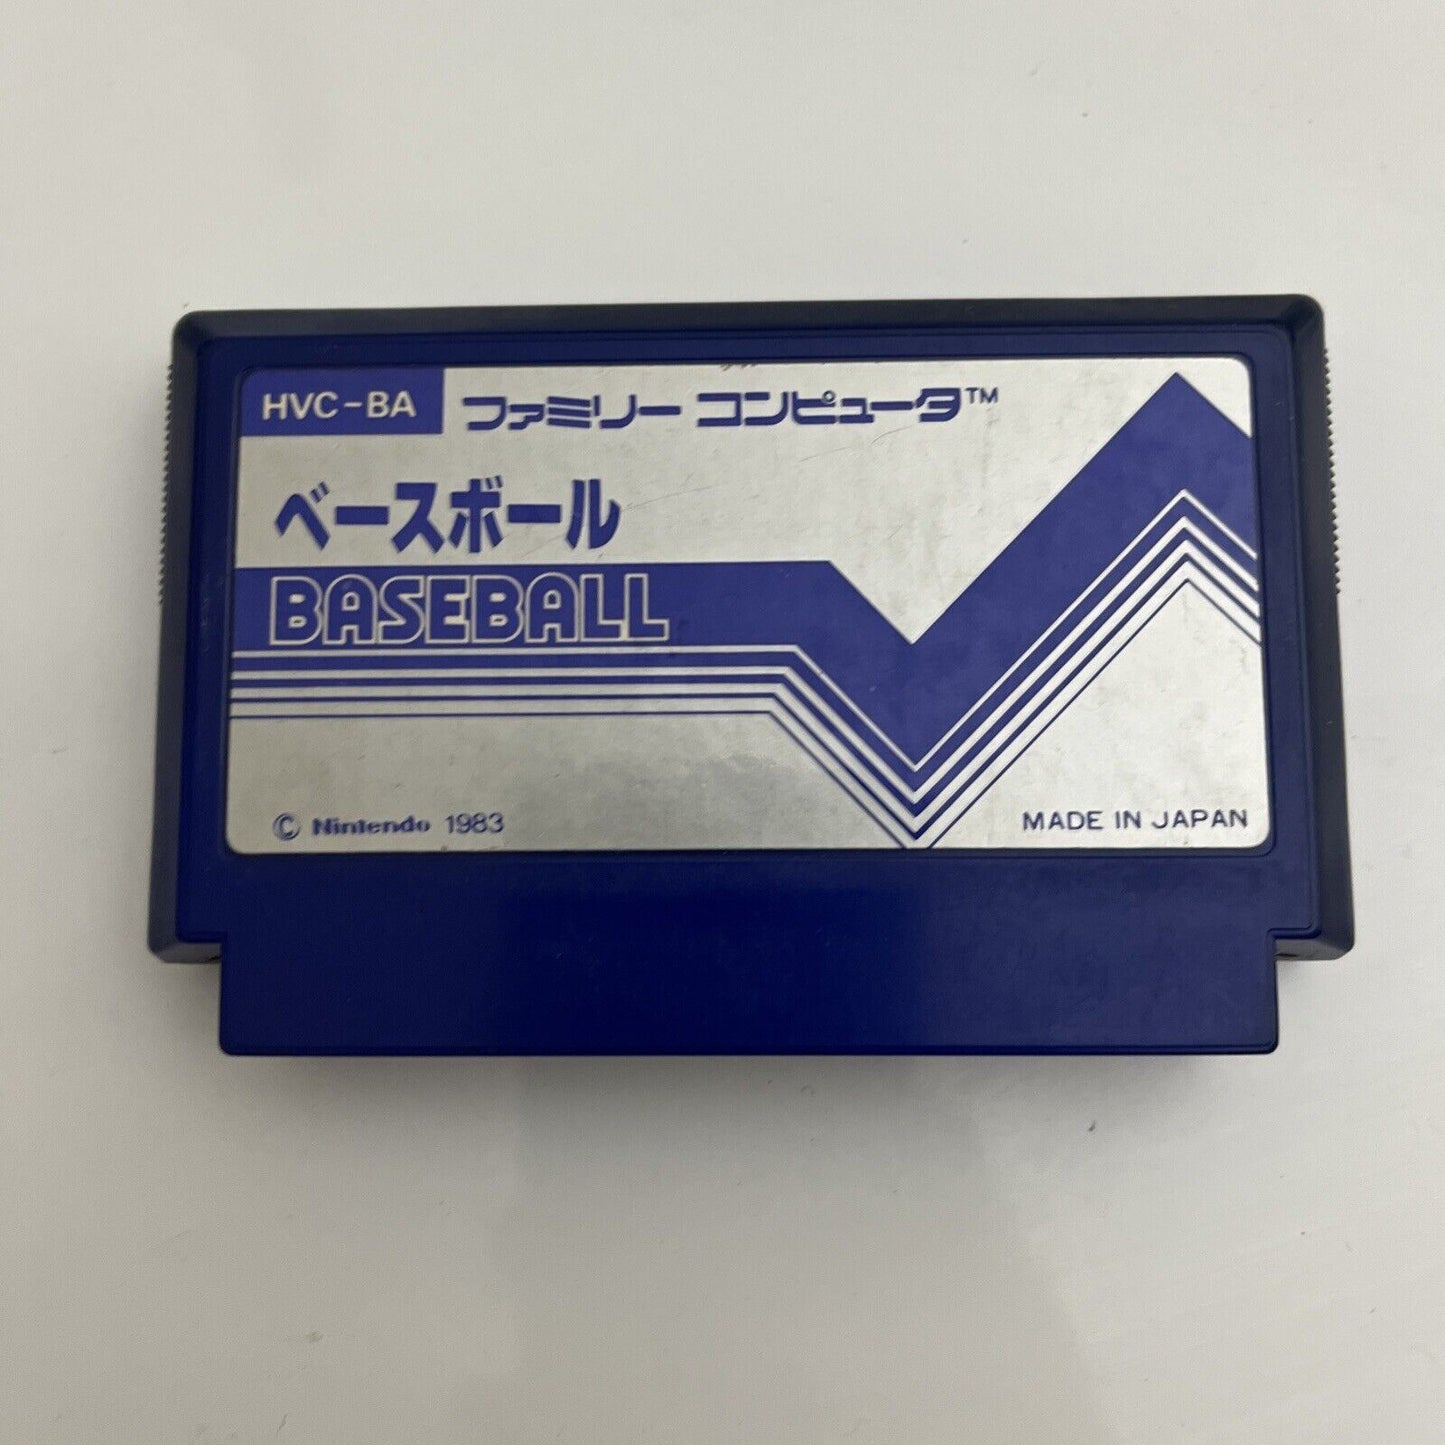 HVC-BA ファミリー コンピュータ™
ベースボール
BASEBALL
© Nintendo 1983
MADE IN JAPAN